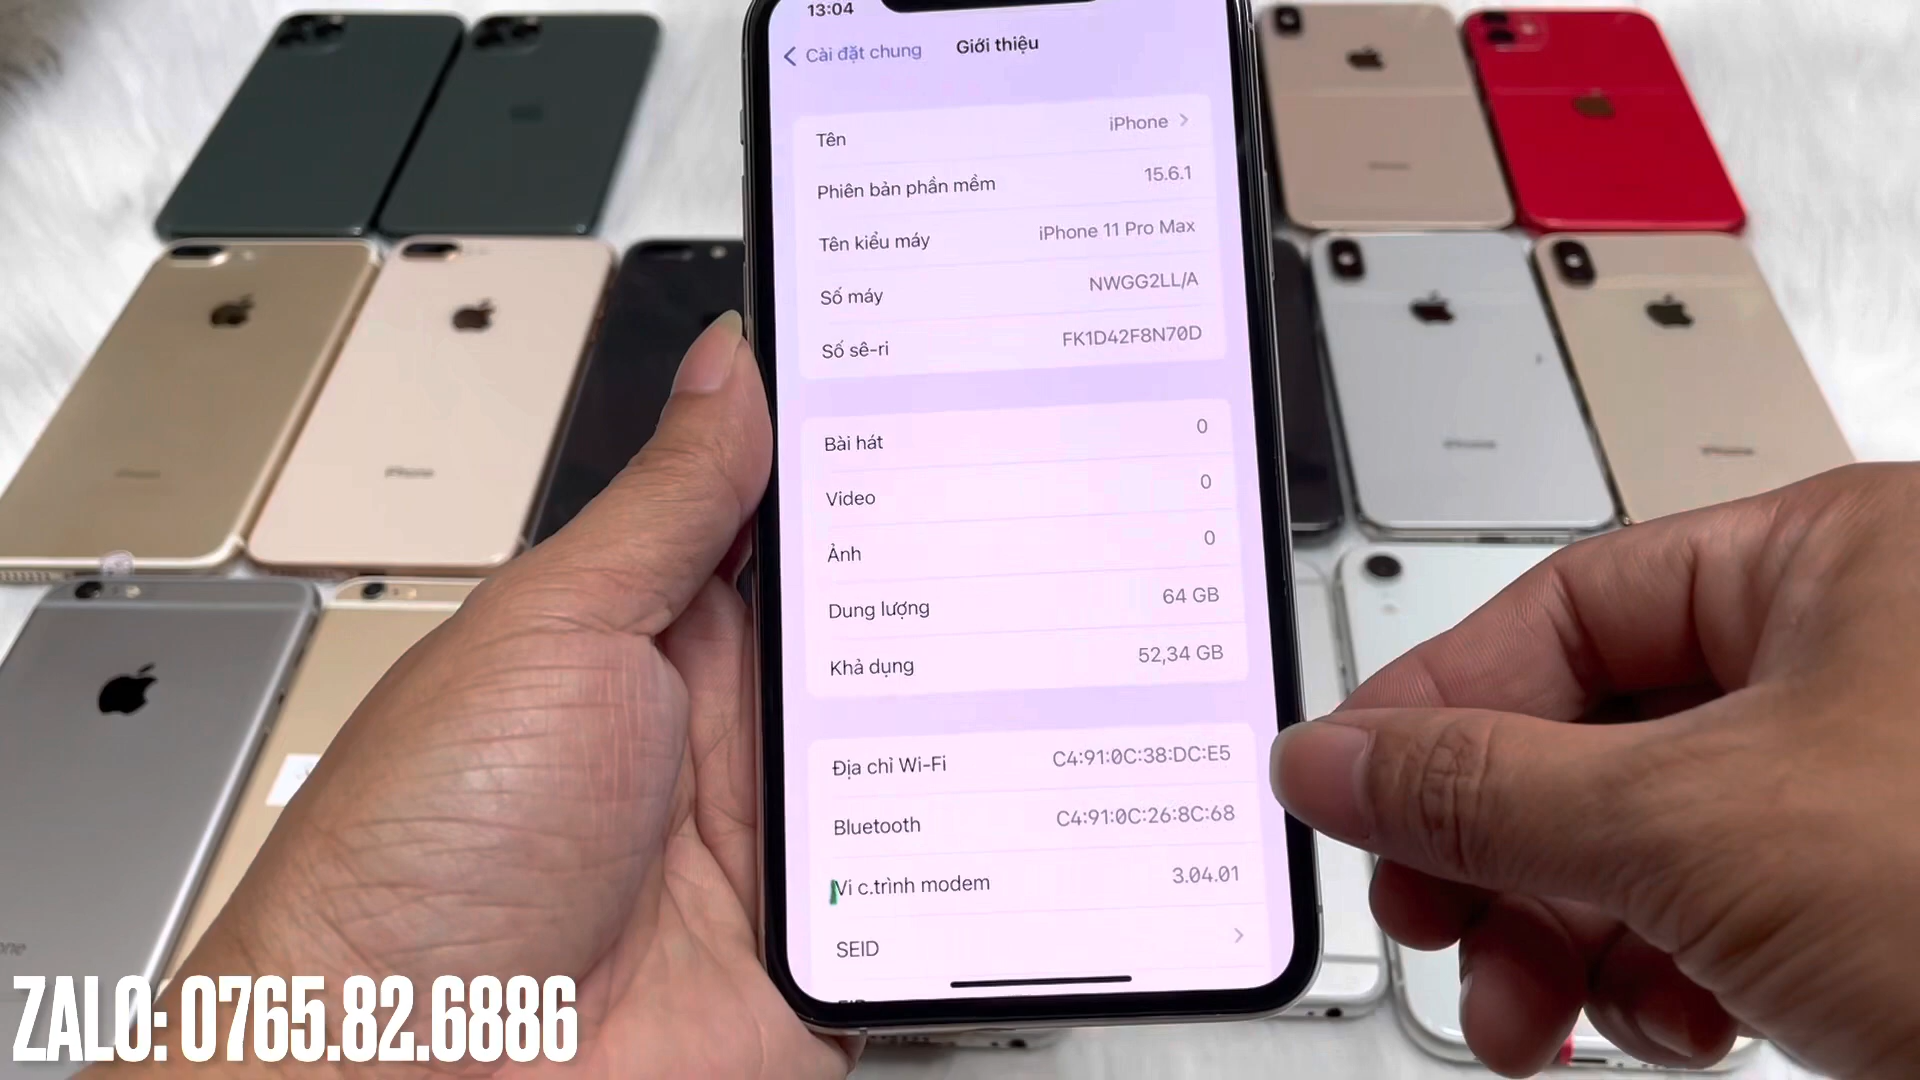 13:04
Cài đặt chung
Giới thiệu
Tên
iPhone
Phiên bản phần mềm
15.6.1
Tên kiểu máy
iPhone 11 Pro Max
Số máy
NWGG2LL/A
Số sê-ri
FK1D42F8N70D
Bài hát
0
Video
0
Ảnh
0
Dung lượng
64 GB
Khả dụng
52,34 GB
Địa chỉ Wi-Fi
C4:91:0C:38:DC:E5
Bluetooth
C4:91:0C:26:8C:68
Vi c.trình modem
3.04.01
SEID
iPhone
ZALO: 0765.82.6886